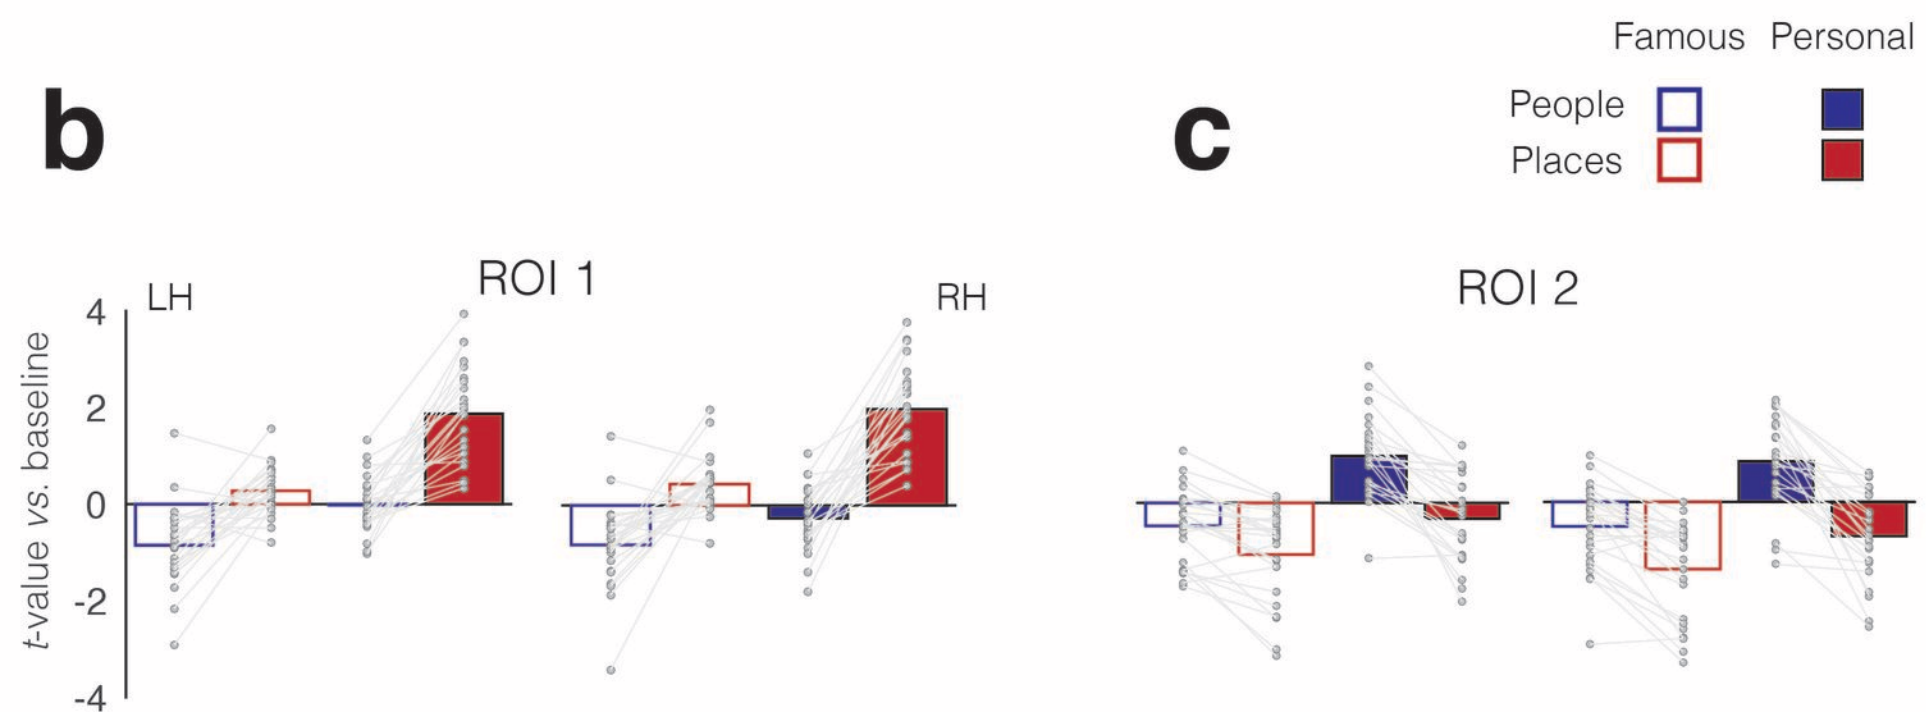 Famous Personal
b
c
People
Places
ROI 1
ROI 2
LH
RH
t-value vs. baseline
4
2
0
-2
-4